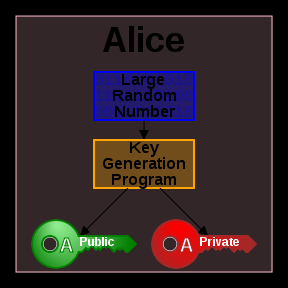 Alice
Large
Random
Number
Key
Generation
Program
A Public
A Private